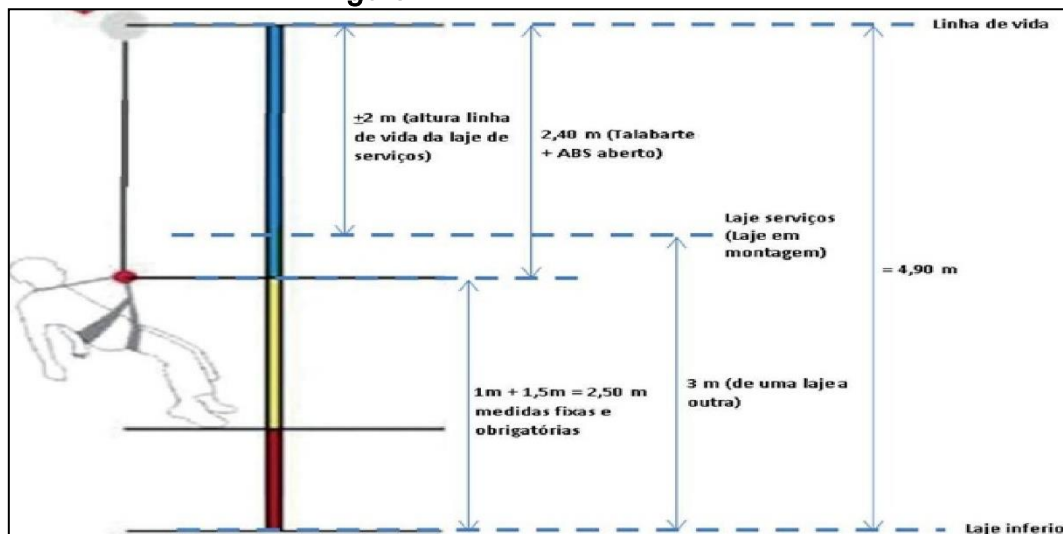 Linha de vida
±2 m (altura linha
de vida da laje de
serviços)
2,40 m (Talabarte
+ ABS aberto)
Laje serviços
(Laje em
montagem)
= 4,90 m
1m + 1,5m = 2,50 m
medidas fixas e
obrigatórias
3 m (de uma laje a
outra)
Laje inferio